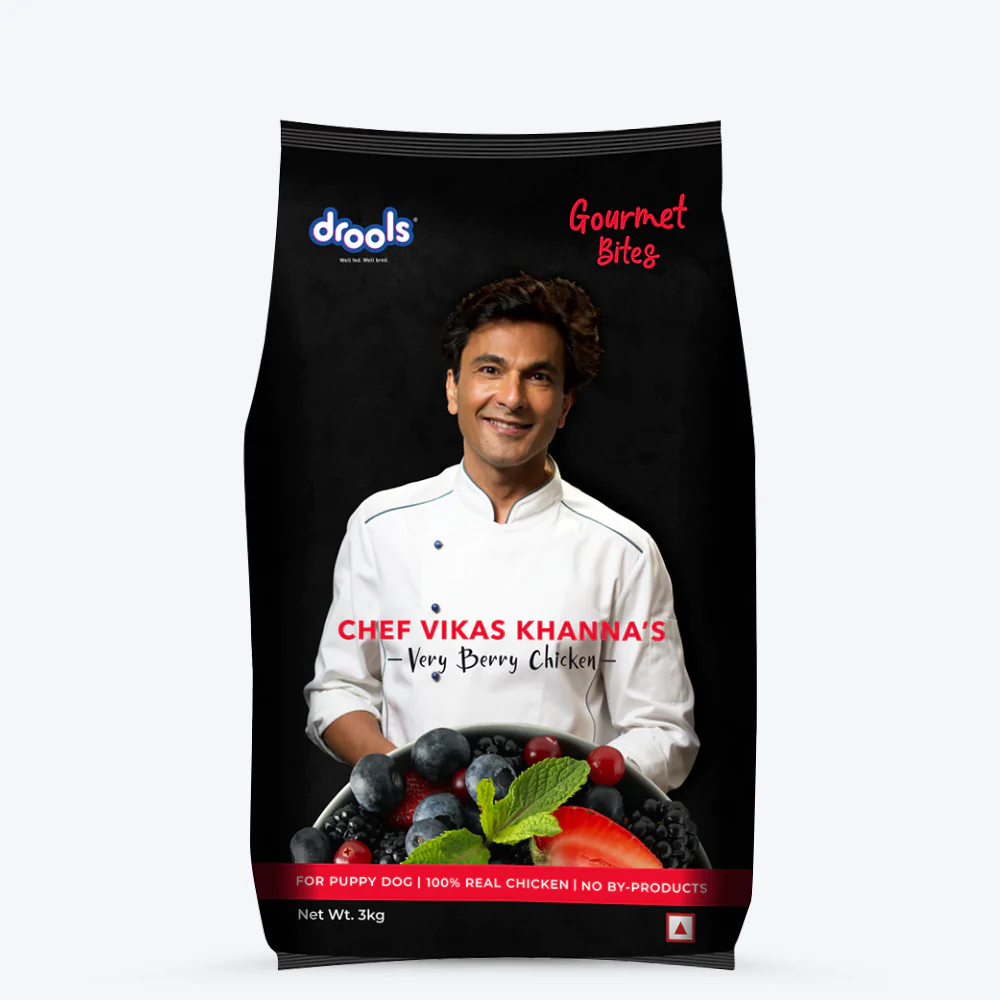 drools
Well fed. Well bred.
Gourmet
Bites
CHEF VIKAS KHANNA'S
Very Berry Chicken
FOR PUPPY DOG | 100% REAL CHICKEN | NO BY-PRODUCTS
Net Wt. 3kg